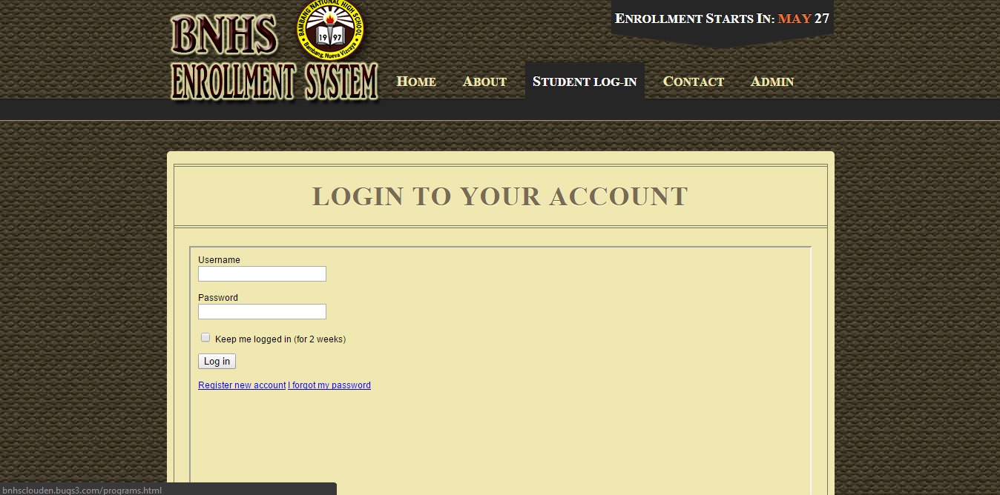 BNHS
BAMBANG NATIONAL HIGH SCHOOL
1997
Bambang, Nueva Vizcaya
ENROLLMENT SYSTEM
ENROLLMENT STARTS IN: MAY 27
HOME ABOUT STUDENT LOG-IN CONTACT ADMIN
LOGIN TO YOUR ACCOUNT
Username
Password
Keep me logged in (for 2 weeks)
Log in
Register new account I forgot my password
bnhsclouden.bugs3.com/programs.html